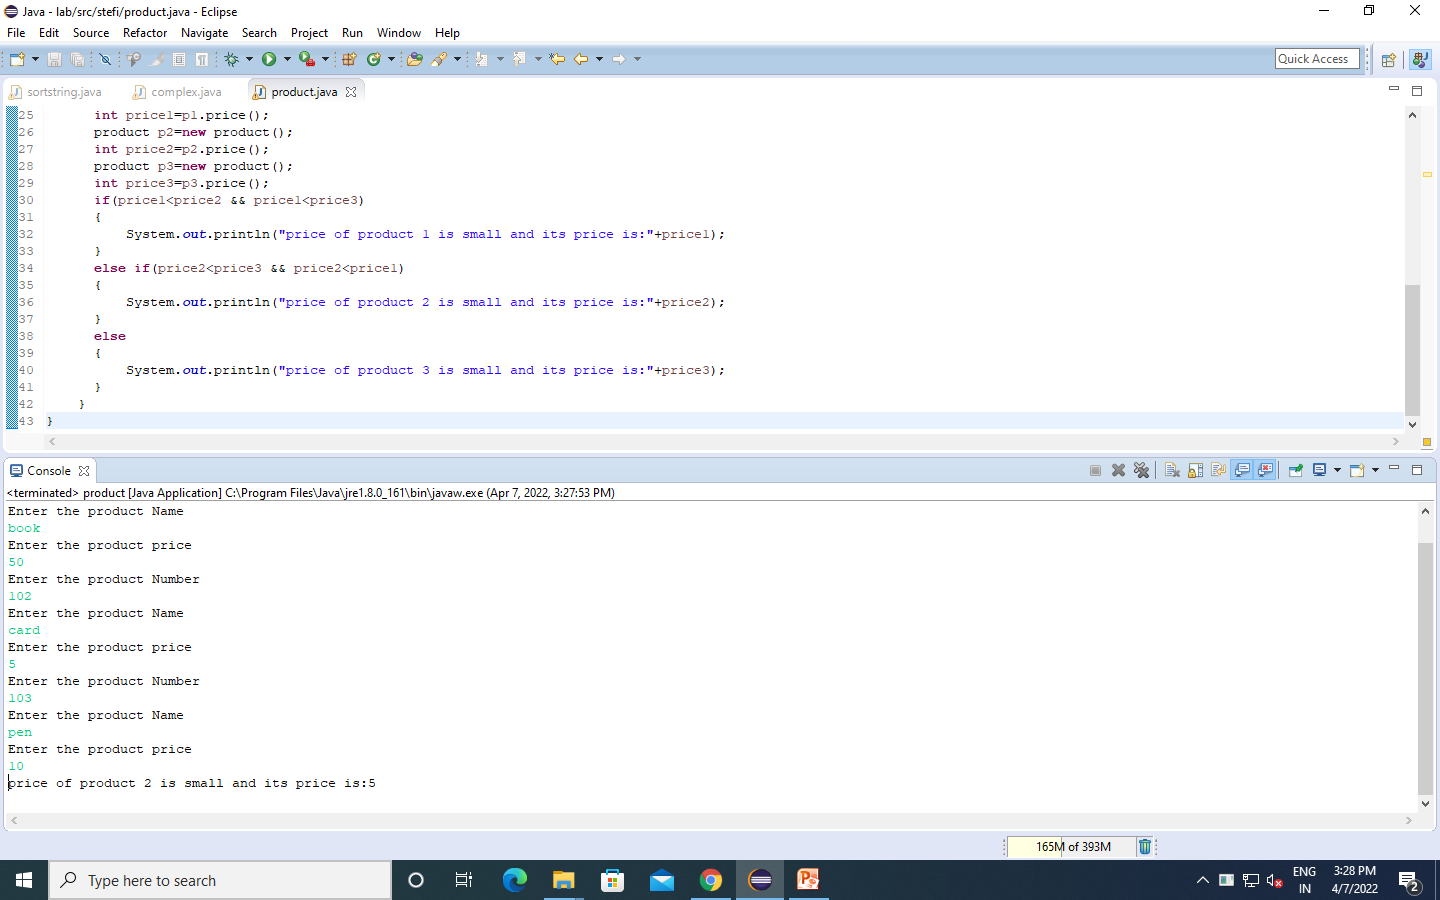 Java - lab/src/stefi/product.java - Eclipse
File Edit Source Refactor Navigate Search Project Run Window Help
Quick Access
sortstring.java complex.java product.java
25 int price1=p1.price();
26 product p2=new product();
27 int price2=p2.price();
28 product p3=new product();
29 int price3=p3.price();
30 if(price1<price2 && price1<price3)
31 {
32 System.out.println("price of product 1 is small and its price is:"+price1);
33 }
34 else if(price2<price3 && price2<price1)
35 {
36 System.out.println("price of product 2 is small and its price is:"+price2);
37 }
38 else
39 {
40 System.out.println("price of product 3 is small and its price is:"+price3);
41 }
42 }
43 }
Console
<terminated> product [Java Application] C:\Program Files\Java\jre1.8.0_161\bin\javaw.exe (Apr 7, 2022, 3:27:53 PM)
Enter the product Name
book
Enter the product price
50
Enter the product Number
102
Enter the product Name
card
Enter the product price
5
Enter the product Number
103
Enter the product Name
pen
Enter the product price
10
price of product 2 is small and its price is:5
165M of 393M
Type here to search
ENG
IN
3:28 PM
4/7/2022
2